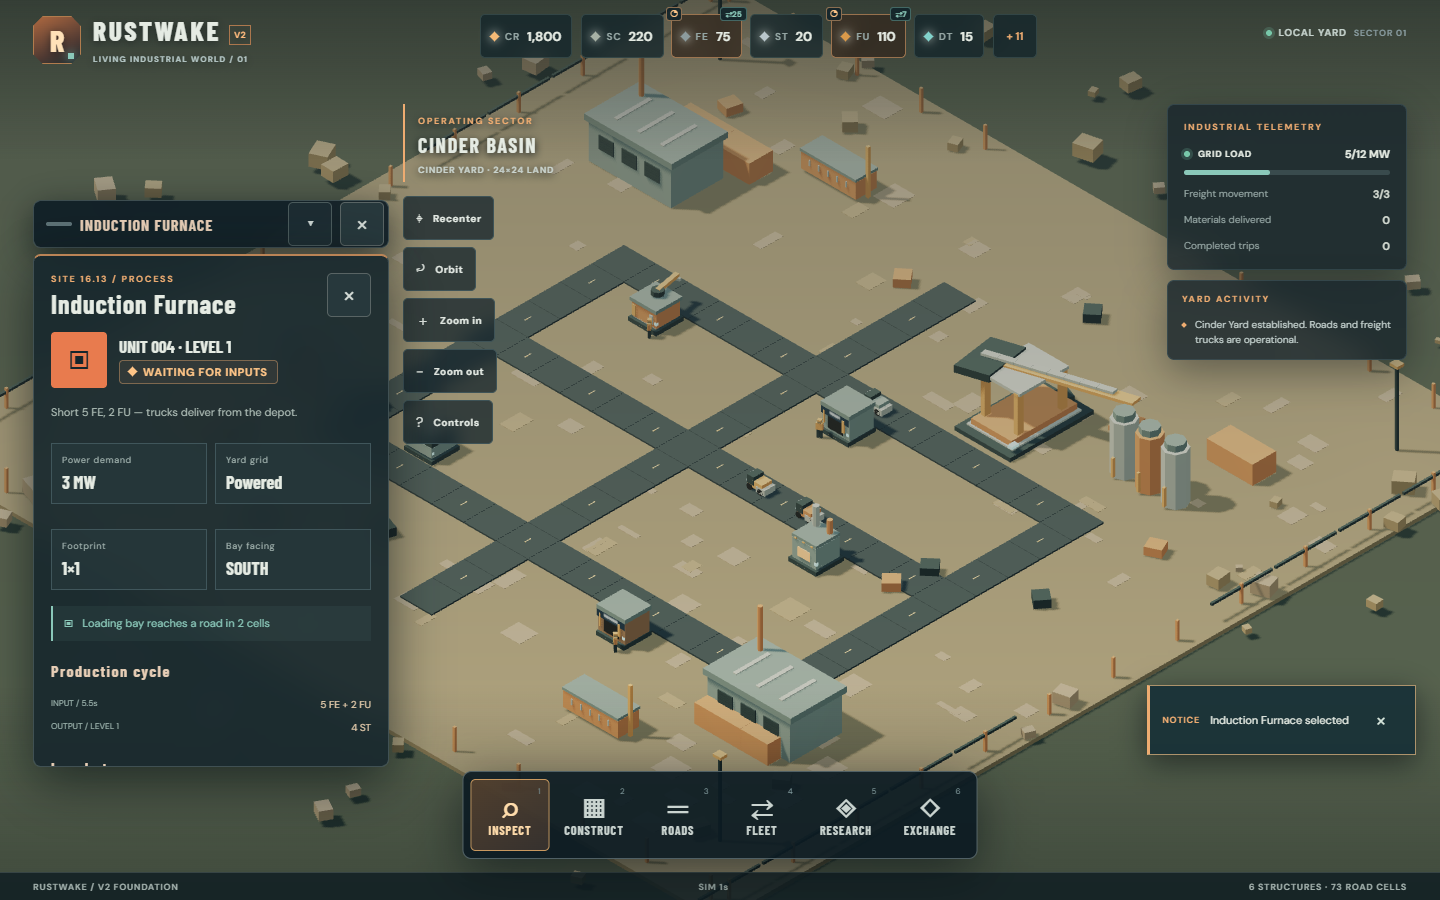 R
RUSTWAKE V2
LIVING INDUSTRIAL WORLD / 01
CR 1,800
SC 220
FE 75
⇄25
ST 20
FU 110
⇄7
DT 15
+ 11
LOCAL YARD SECTOR 01
OPERATING SECTOR
CINDER BASIN
CINDER YARD · 24×24 LAND
Recenter
Orbit
+ Zoom in
− Zoom out
? Controls
INDUCTION FURNACE ▼ ×
SITE 16.13 / PROCESS
Induction Furnace ×
UNIT 004 · LEVEL 1
◆ WAITING FOR INPUTS
Short 5 FE, 2 FU — trucks deliver from the depot.
Power demand
3 MW
Yard grid
Powered
Footprint
1×1
Bay facing
SOUTH
Loading bay reaches a road in 2 cells
Production cycle
INPUT / 5.5s 5 FE + 2 FU
OUTPUT / LEVEL 1 4 ST
INDUSTRIAL TELEMETRY
GRID LOAD 5/12 MW
Freight movement 3/3
Materials delivered 0
Completed trips 0
YARD ACTIVITY
Cinder Yard established. Roads and freight
trucks are operational.
NOTICE Induction Furnace selected ×
1
INSPECT
2
CONSTRUCT
3
ROADS
4
FLEET
5
RESEARCH
6
EXCHANGE
RUSTWAKE / V2 FOUNDATION
SIM 1s
6 STRUCTURES · 73 ROAD CELLS